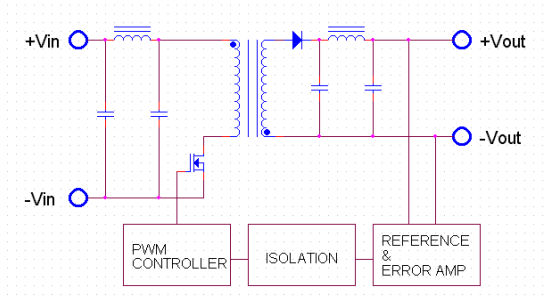 +Vin
+Vout
-Vout
-Vin
PWM
CONTROLLER
ISOLATION
REFERENCE
&
ERROR AMP